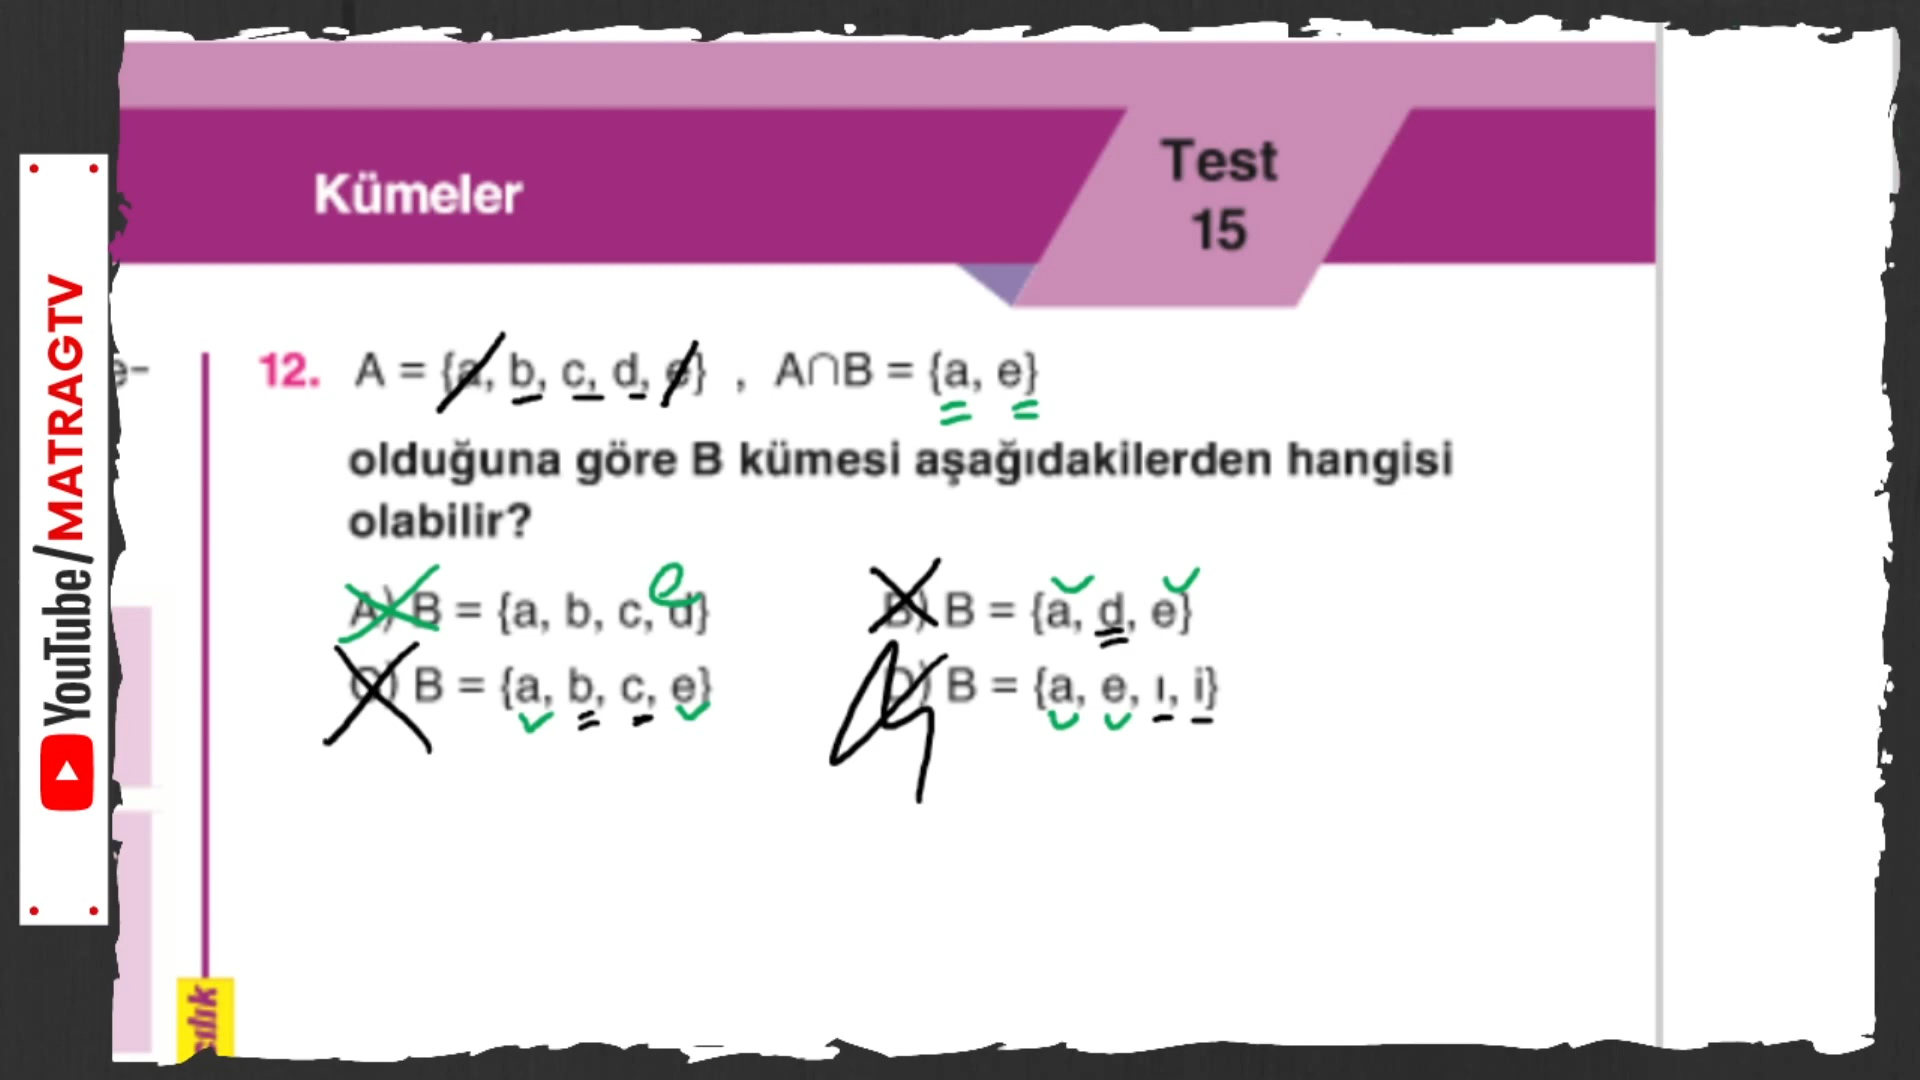 YouTube/MATRAGTV
Kümeler
Test
15
e-
12. A = {a, b, c, d, e} , A∩B = {a, e}
olduğuna göre B kümesi aşağıdakilerden hangisi
olabilir?
e
A) B = {a, b, c, d} B) B = {a, d, e}
C) B = {a, b, c, e} D) B = {a, e, ı, i}